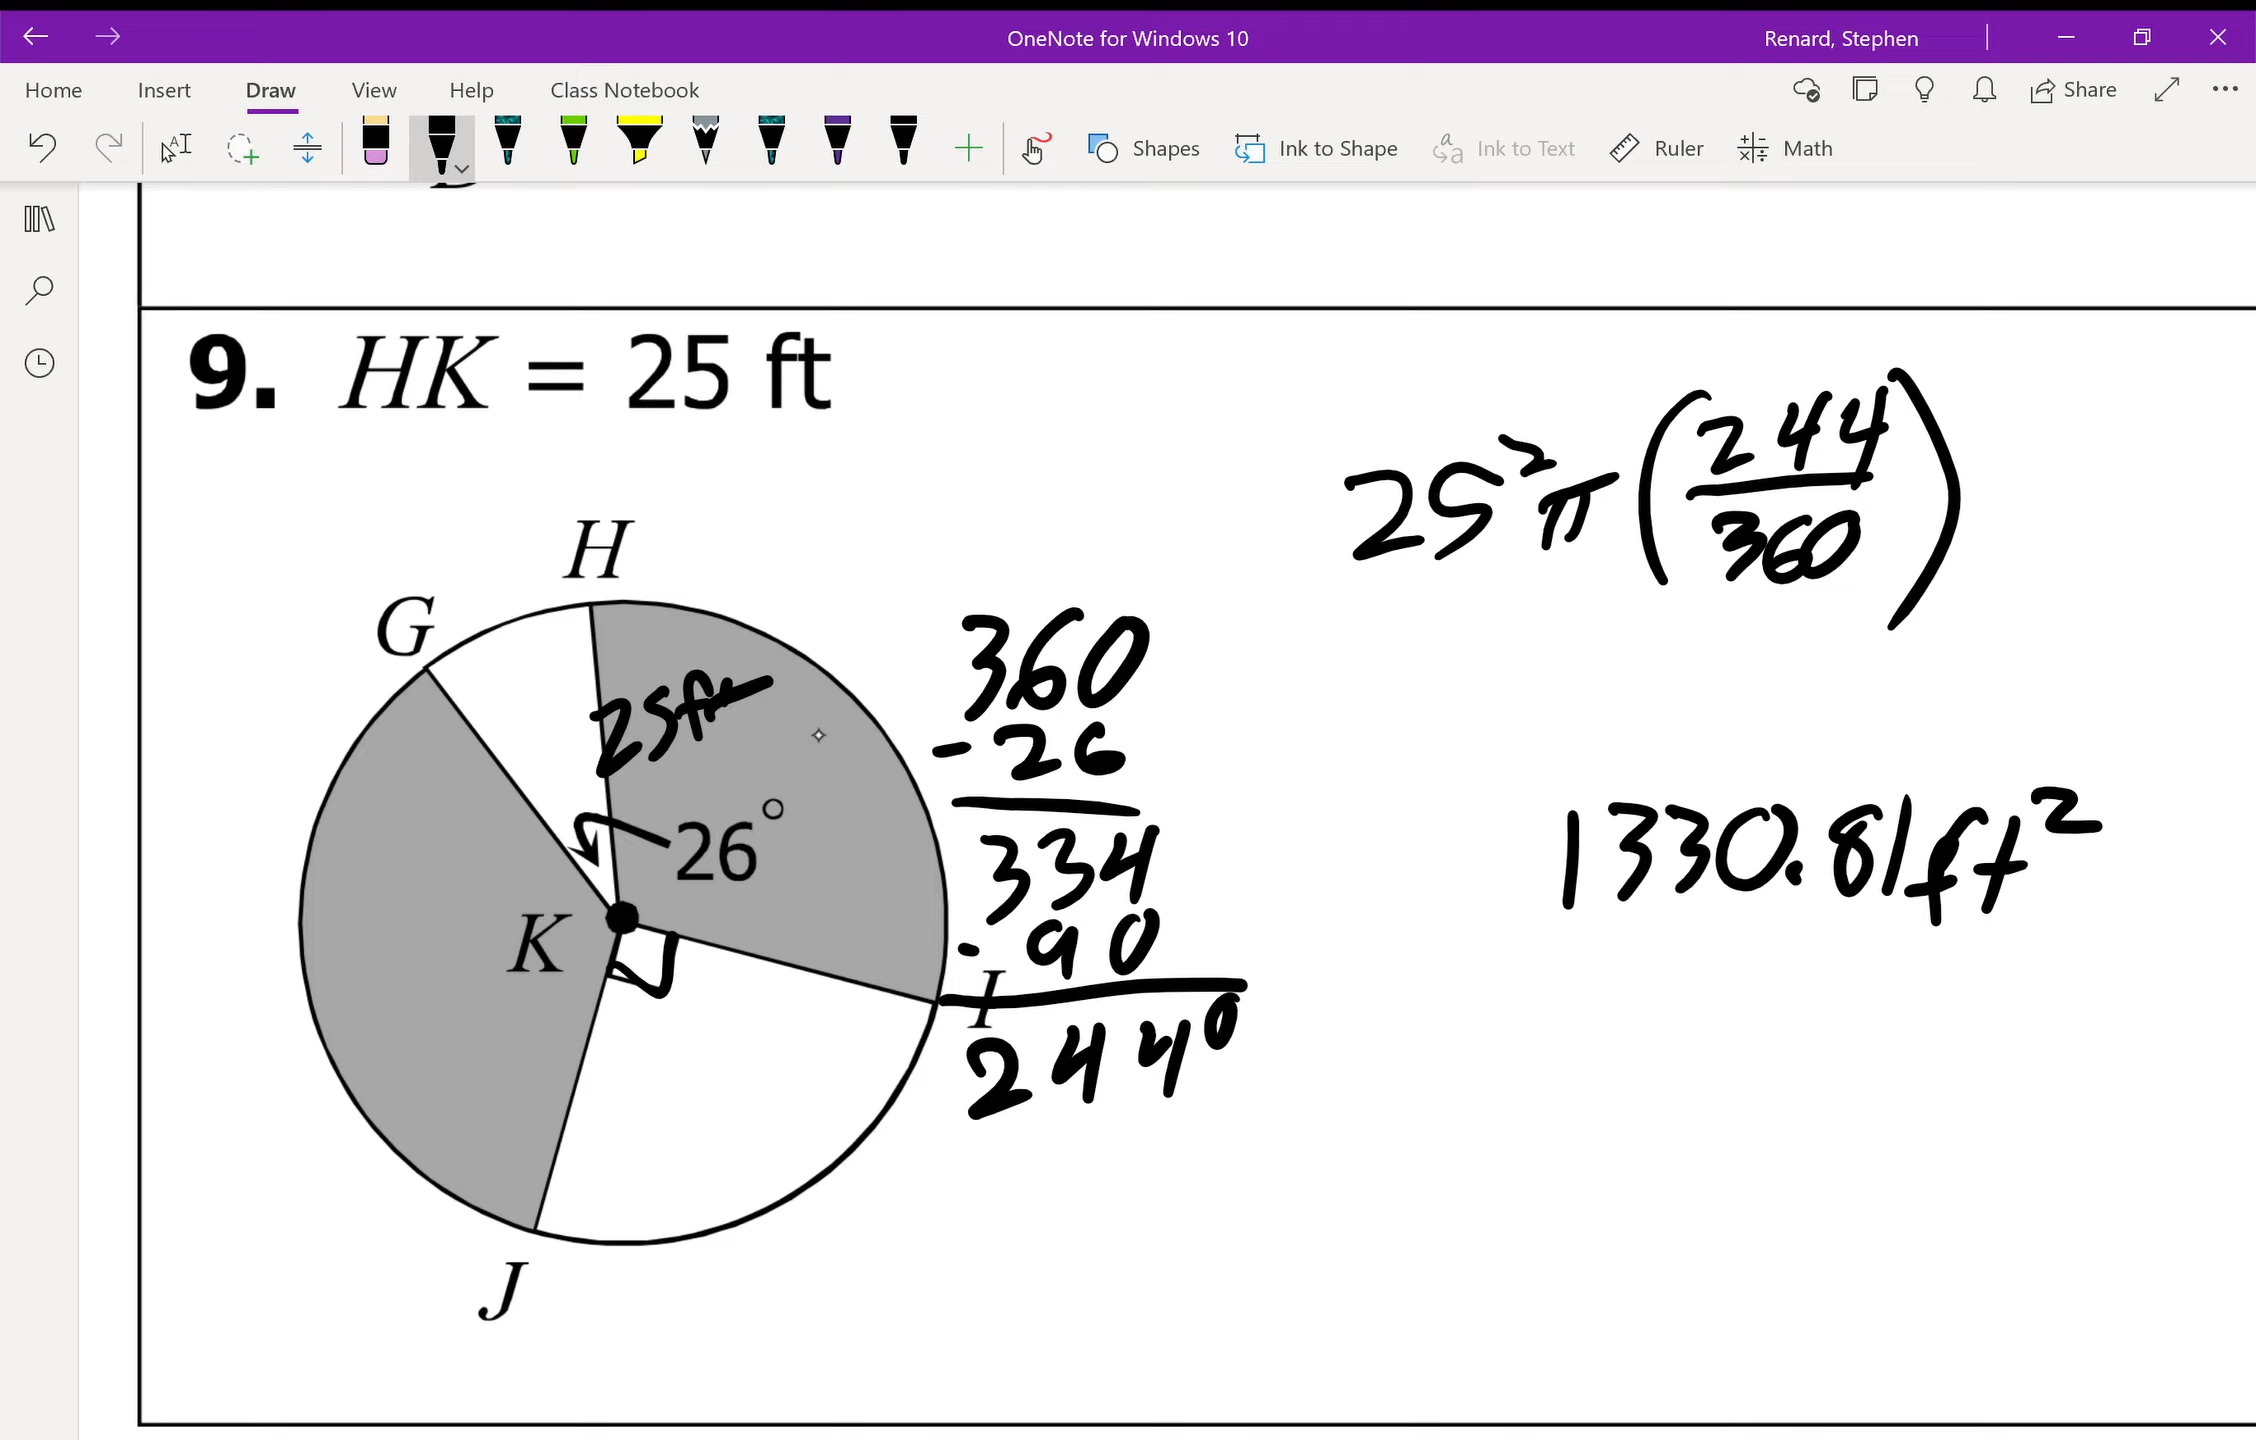 OneNote for Windows 10
Renard, Stephen
Home Insert Draw View Help Class Notebook Share
Shapes Ink to Shape Ink to Text Ruler Math
9. HK = 25 ft
25²π(244/360)
H
G
25ft
26°
K
I
J
360
-26
334
- 90
244°
1330.81ft²